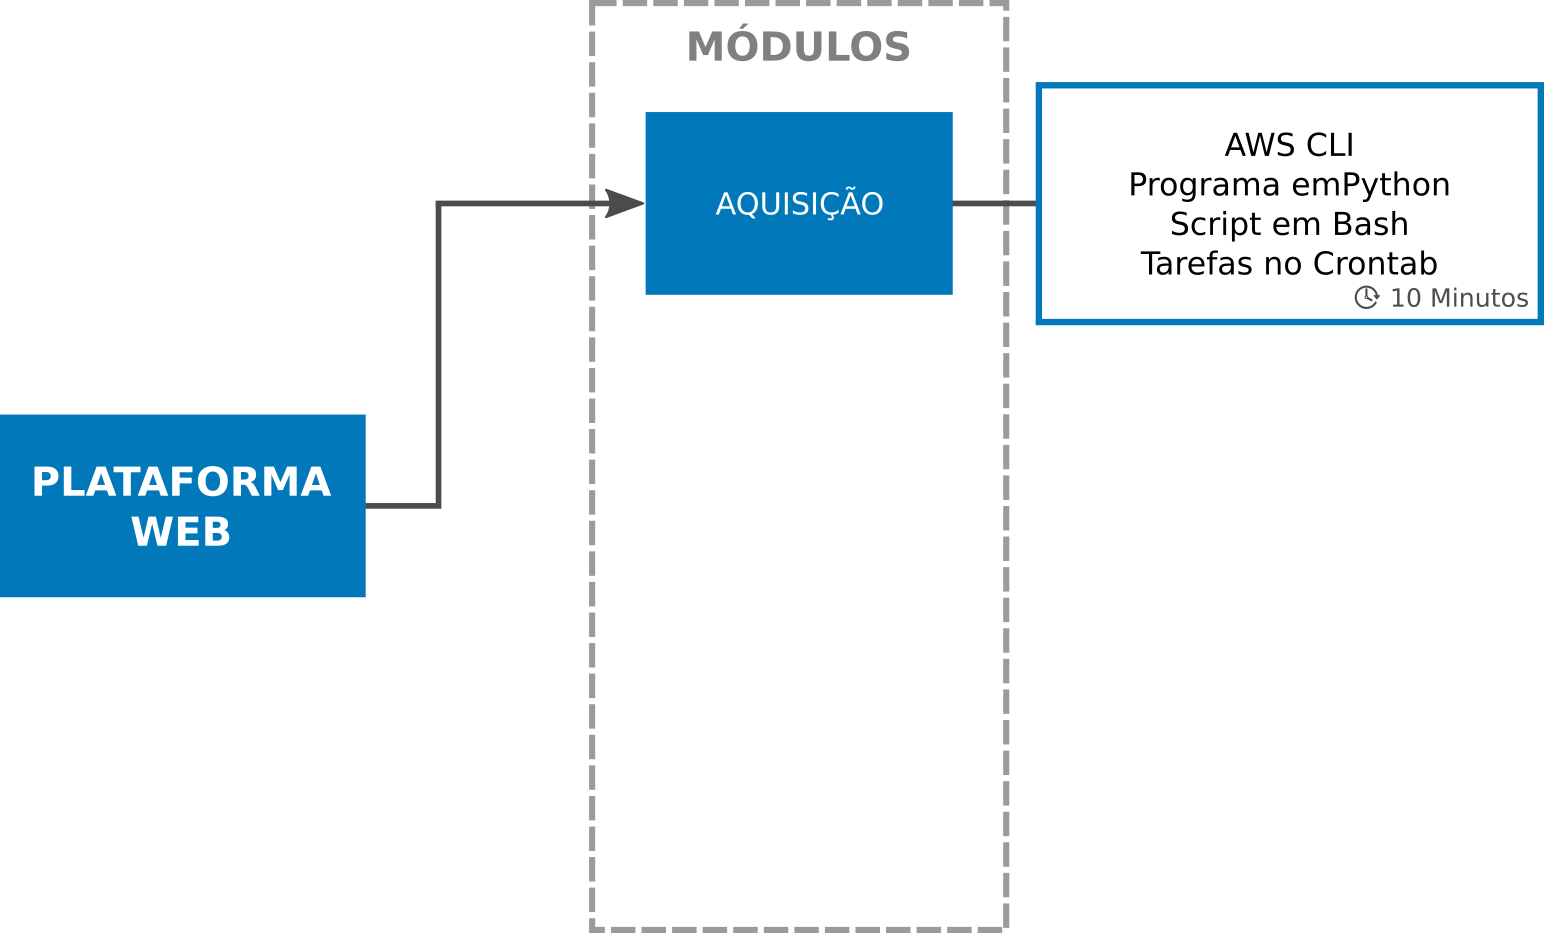 MÓDULOS
AQUISIÇÃO
AWS CLI
Programa emPython
Script em Bash
Tarefas no Crontab
10 Minutos
PLATAFORMA
WEB